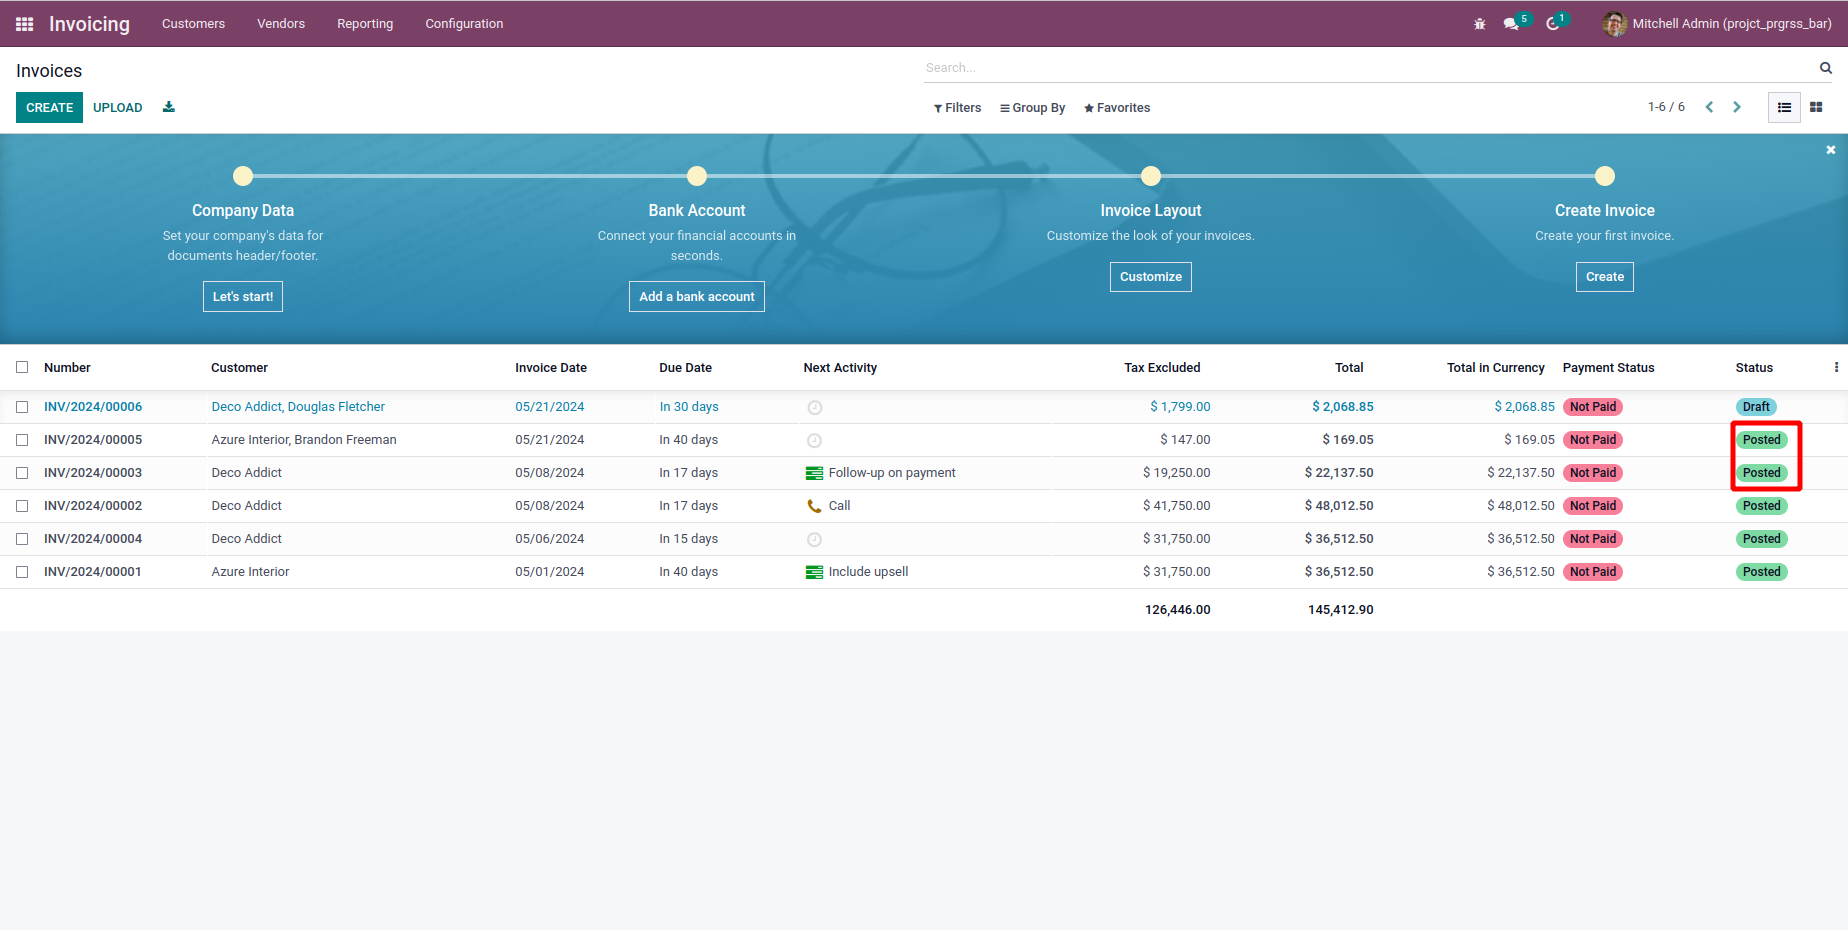 Invoicing Customers Vendors Reporting Configuration 5 1 Mitchell Admin (projct_prgrss_bar)
Invoices Search...
CREATE UPLOAD Filters Group By Favorites 1-6 / 6
Company Data Bank Account Invoice Layout Create Invoice
Set your company's data for Connect your financial accounts in Customize the look of your invoices. Create your first invoice.
documents header/footer. seconds.
Customize Create
Let's start! Add a bank account
Number Customer Invoice Date Due Date Next Activity Tax Excluded Total Total in Currency Payment Status Status
INV/2024/00006 Deco Addict, Douglas Fletcher 05/21/2024 In 30 days $ 1,799.00 $ 2,068.85 $ 2,068.85 Not Paid Draft
INV/2024/00005 Azure Interior, Brandon Freeman 05/21/2024 In 40 days $ 147.00 $ 169.05 $ 169.05 Not Paid Posted
INV/2024/00003 Deco Addict 05/08/2024 In 17 days Follow-up on payment $ 19,250.00 $ 22,137.50 $ 22,137.50 Not Paid Posted
INV/2024/00002 Deco Addict 05/08/2024 In 17 days Call $ 41,750.00 $ 48,012.50 $ 48,012.50 Not Paid Posted
INV/2024/00004 Deco Addict 05/06/2024 In 15 days $ 31,750.00 $ 36,512.50 $ 36,512.50 Not Paid Posted
INV/2024/00001 Azure Interior 05/01/2024 In 40 days Include upsell $ 31,750.00 $ 36,512.50 $ 36,512.50 Not Paid Posted
126,446.00 145,412.90